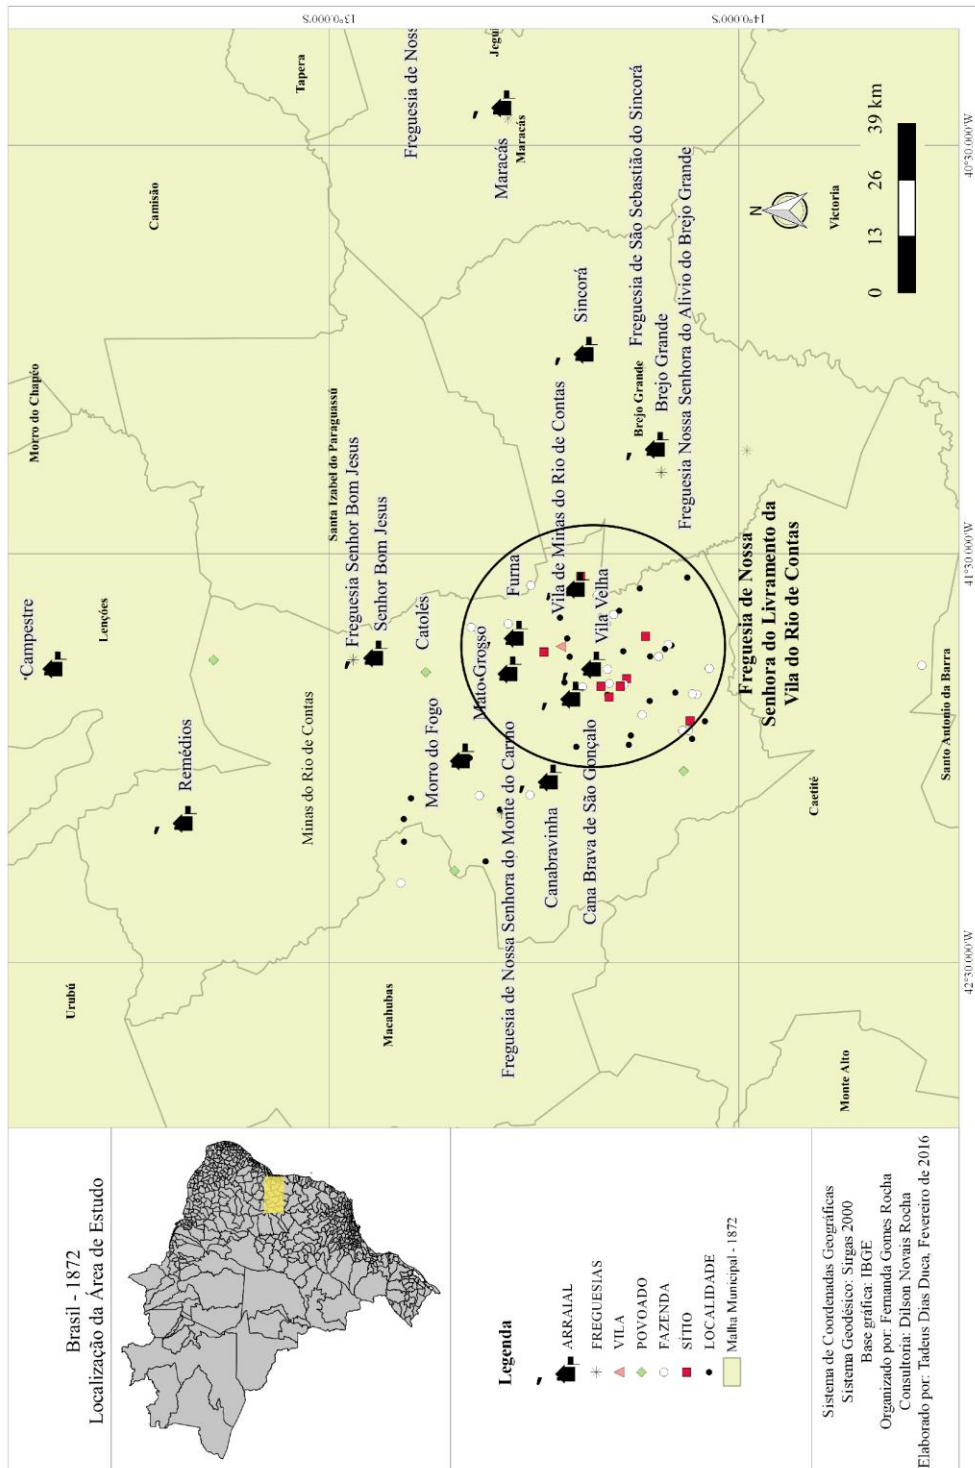 Brasil - 1872
Localização da Área de Estudo
Legenda
ARRAIAL
FREGUESIAS
VILA
POVOADO
FAZENDA
SÍTIO
LOCALIDADE
Malha Municipal - 1872
Sistema de Coordenadas Geográficas
Sistema Geodésico: Sirgas 2000
Base gráfica: IBGE
Organizado por: Fernanda Gomes Rocha
Consultoria: Dilson Novais Rocha
Elaborado por: Tadeus Dias Duca, Fevereiro de 2016
Urubú
Campestre
Lençóes
Morro do Chapéo
Remédios
Camisão
Tapera
Minas do Rio de Contas
Santa Izabel do Paraguassú
13°0.000'S
Freguesia Senhor Bom Jesus
Senhor Bom Jesus
Macahubas
Catolés
Freguesia de Noss
Morro do Fogo
Mato Grosso
Furna
Maracás
Maracás
Jegui
Freguesia de Nossa Senhora do Monte do Carmo
Canabravinha
Vila de Minas do Rio de Contas
Sincorá
Cana Brava de São Gonçalo
Vila Velha
Brejo Grande
Freguesia de São Sebastião do Sincorá
Brejo Grande
Freguesia Nossa Senhora do Alivio do Brejo Grande
Freguesia de Nossa
Senhora do Livramento da
Vila do Rio de Contas
14°0.000'S
N
Caetité
Monte Alto
Victoria
Santo Antonio da Barra
0 13 26 39 km
42°30.000'W
41°30.000'W
40°30.000'W